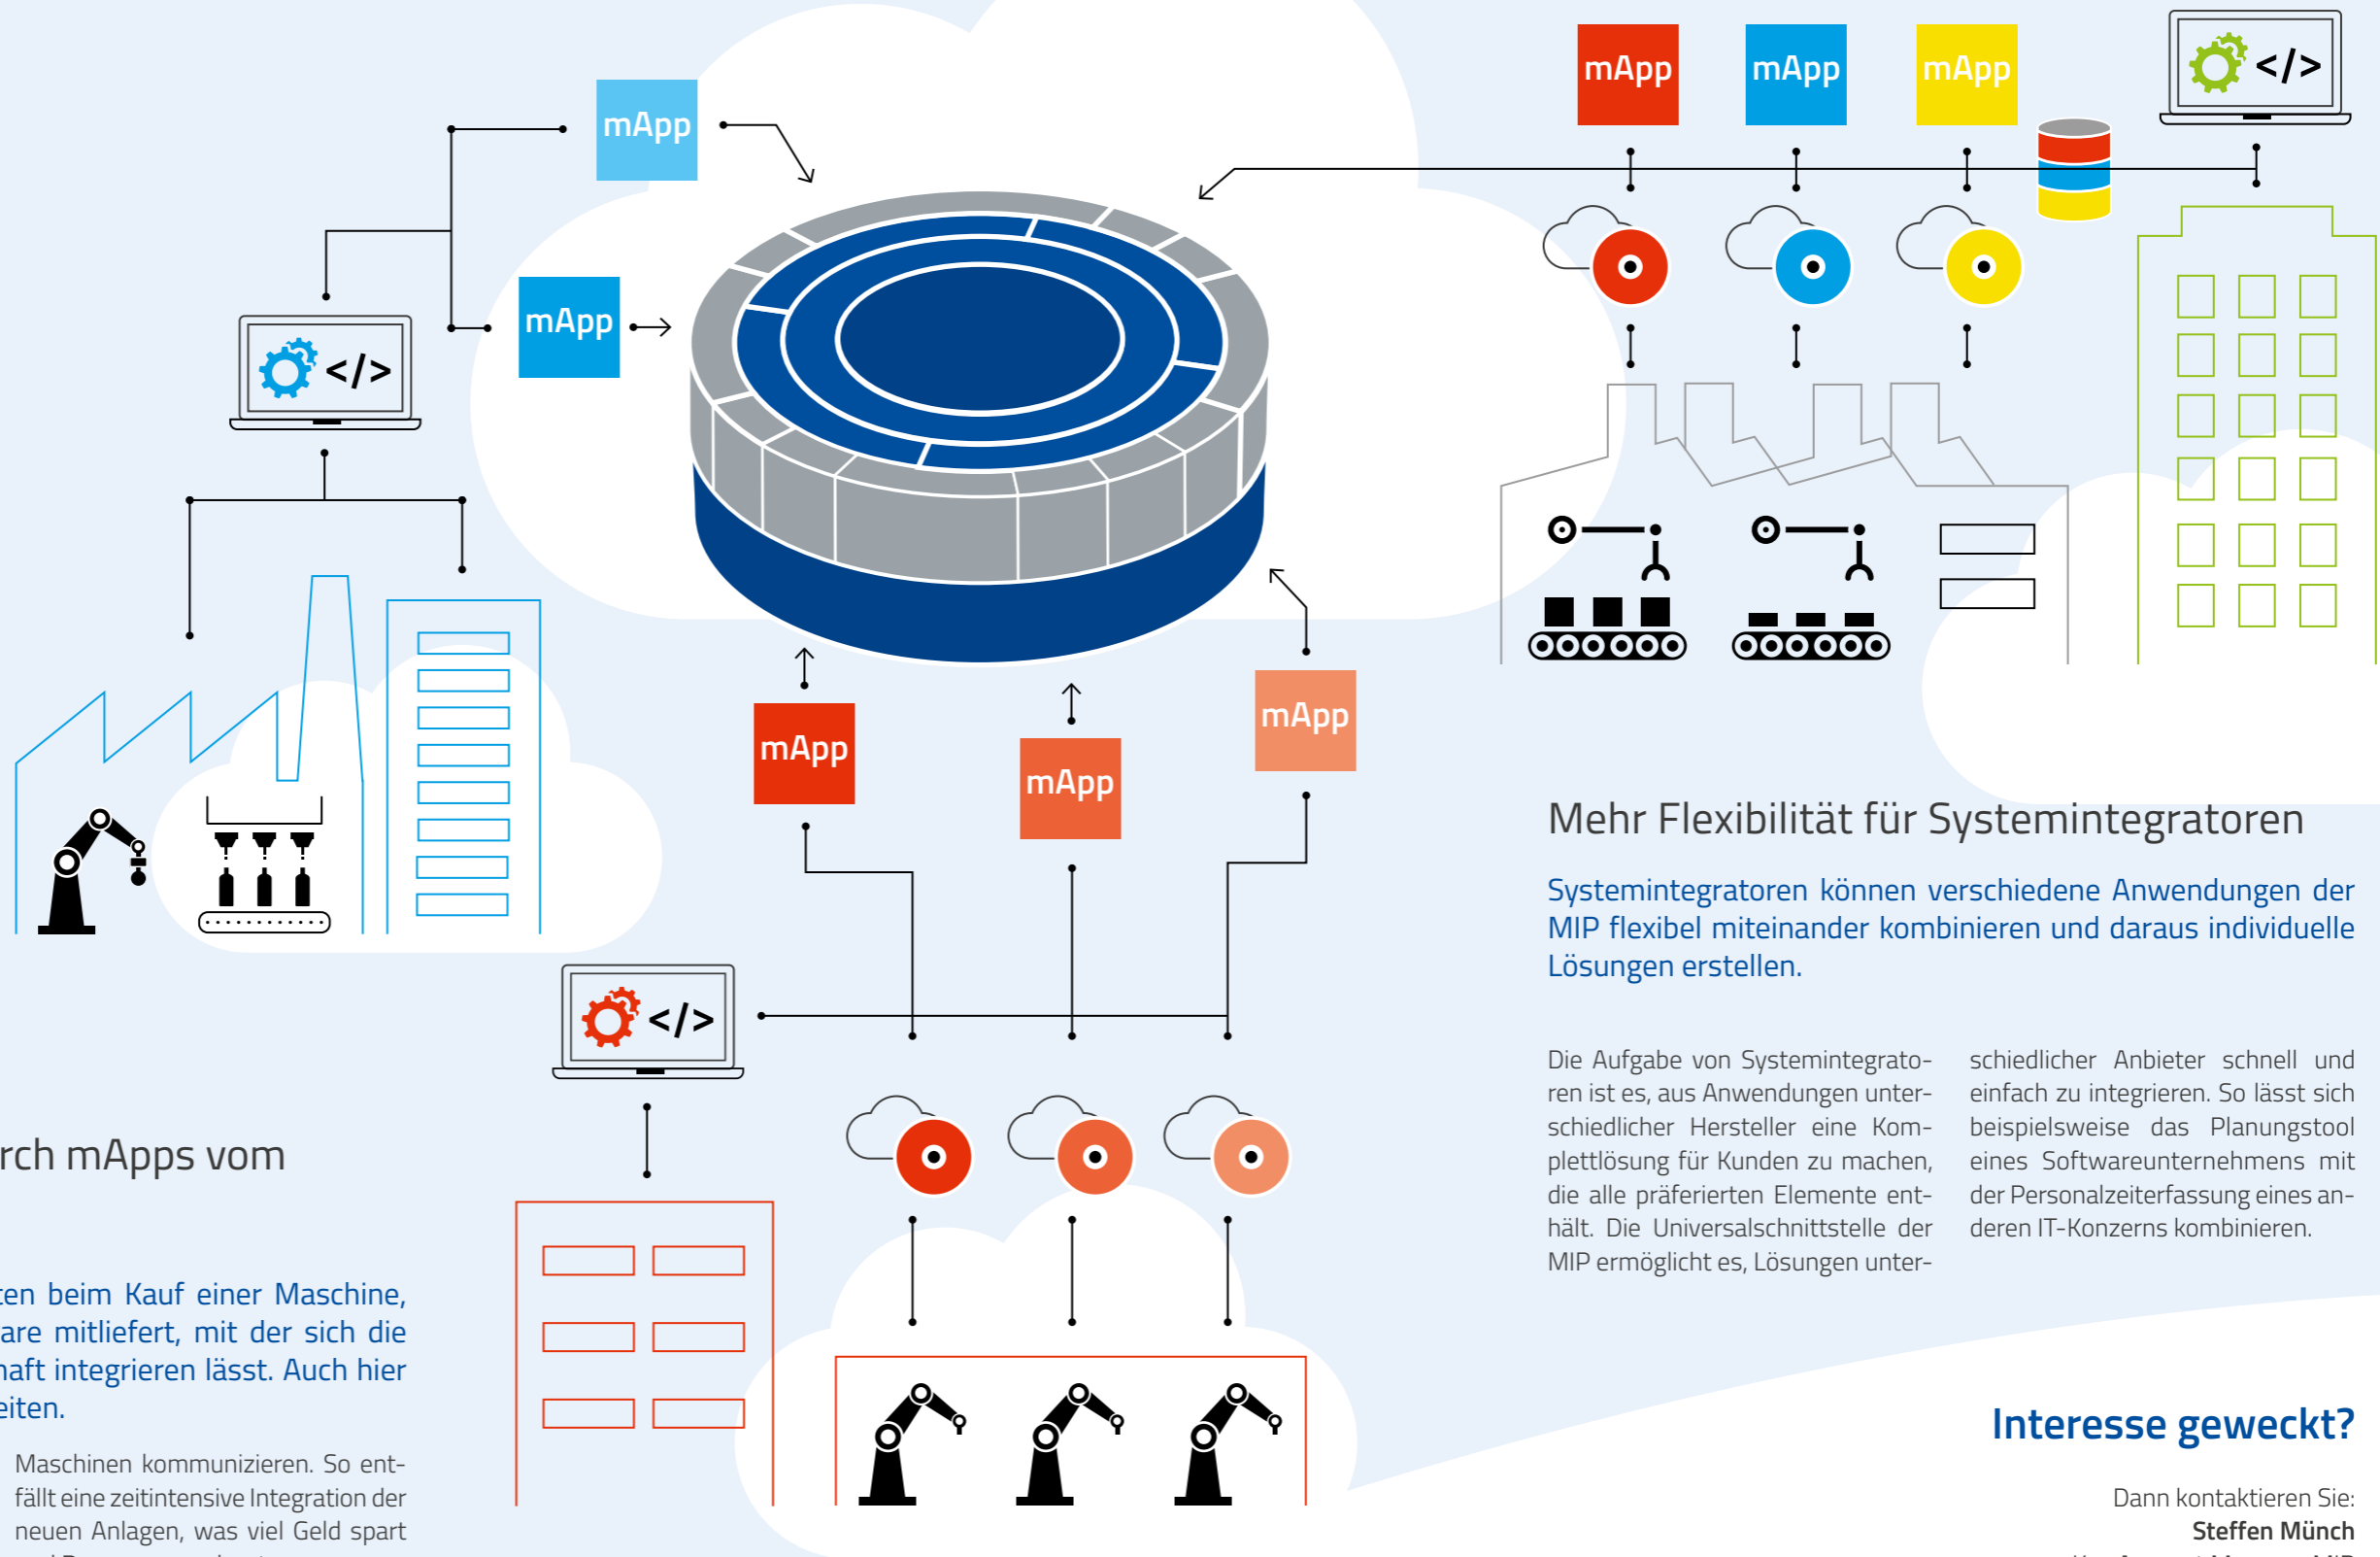 mApp
mApp
mApp
mApp
</>
mApp
</>
mApp
mApp
mApp
</>
Mehr Flexibilität für Systemintegratoren
Systemintegratoren können verschiedene Anwendungen der
MIP flexibel miteinander kombinieren und daraus individuelle
Lösungen erstellen.
Die Aufgabe von Systemintegrato-
ren ist es, aus Anwendungen unter-
schiedlicher Hersteller eine Kom-
plettlösung für Kunden zu machen,
die alle präferierten Elemente ent-
hält. Die Universalschnittstelle der
MIP ermöglicht es, Lösungen unter-
schiedlicher Anbieter schnell und
einfach zu integrieren. So lässt sich
beispielsweise das Planungstool
eines Softwareunternehmens mit
der Personalzeiterfassung eines an-
deren IT-Konzerns kombinieren.
rch mApps vom
ten beim Kauf einer Maschine,
are mitliefert, mit der sich die
haft integrieren lässt. Auch hier
eiten.
Maschinen kommunizieren. So ent-
fällt eine zeitintensive Integration der
neuen Anlagen, was viel Geld spart
Interesse geweckt?
Dann kontaktieren Sie:
Steffen Münch